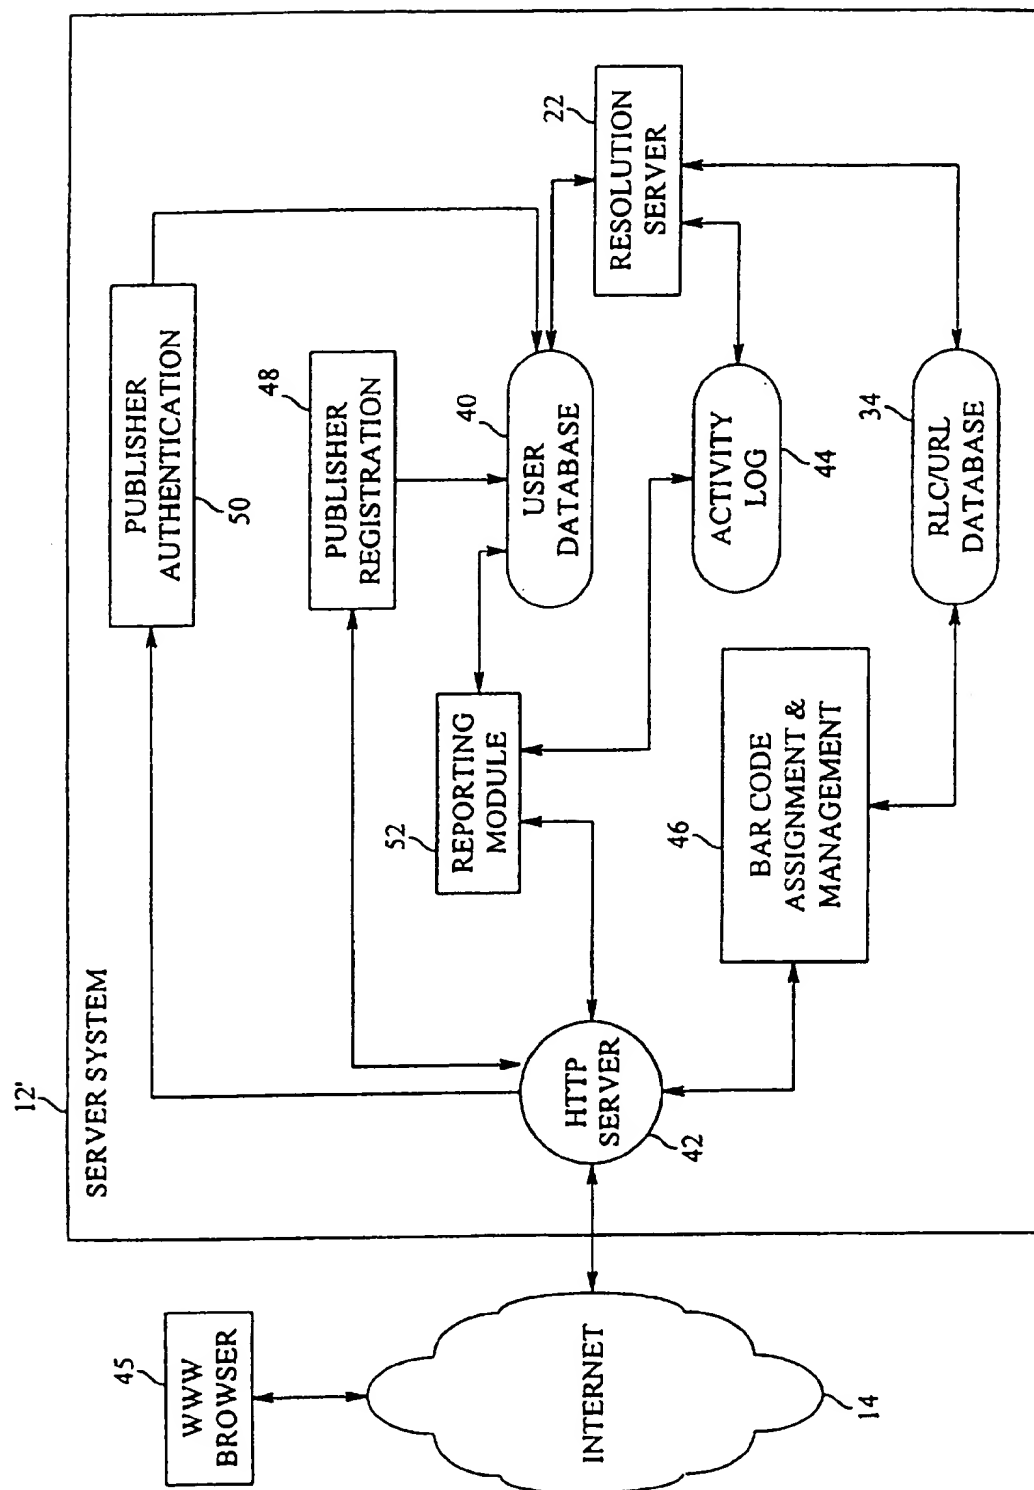 12'
SERVER SYSTEM
45
WWW
BROWSER
INTERNET
14
HTTP
SERVER
42
PUBLISHER
AUTHENTICATION
50
48
PUBLISHER
REGISTRATION
52
REPORTING
MODULE
40
USER
DATABASE
22
RESOLUTION
SERVER
ACTIVITY
LOG
44
46
BAR CODE
ASSIGNMENT &
MANAGEMENT
34
RLC/URL
DATABASE